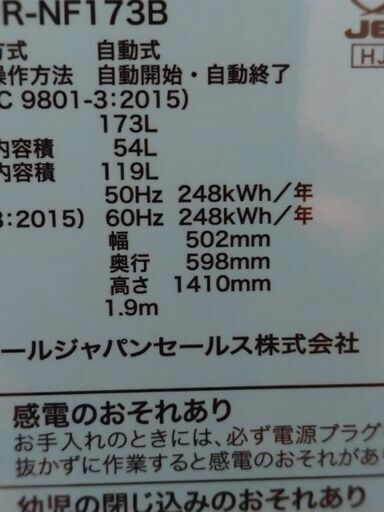 R-NF173B
方式 自動式
操作方法 自動開始・自動終了
C 9801-3:2015)
173L
内容積 54L
内容積 119L
50Hz 248kWh/年
3:2015) 60Hz 248kWh/年
幅 502mm
奥行 598mm
高さ 1410mm
1.9m
ールジャパンセールス株式会社
感電のおそれあり
お手入れのときには、必ず電源プラグ
抜かずに作業すると感電のおそれがあ
幼児の閉じ込みのおそれあり
JE
HJ